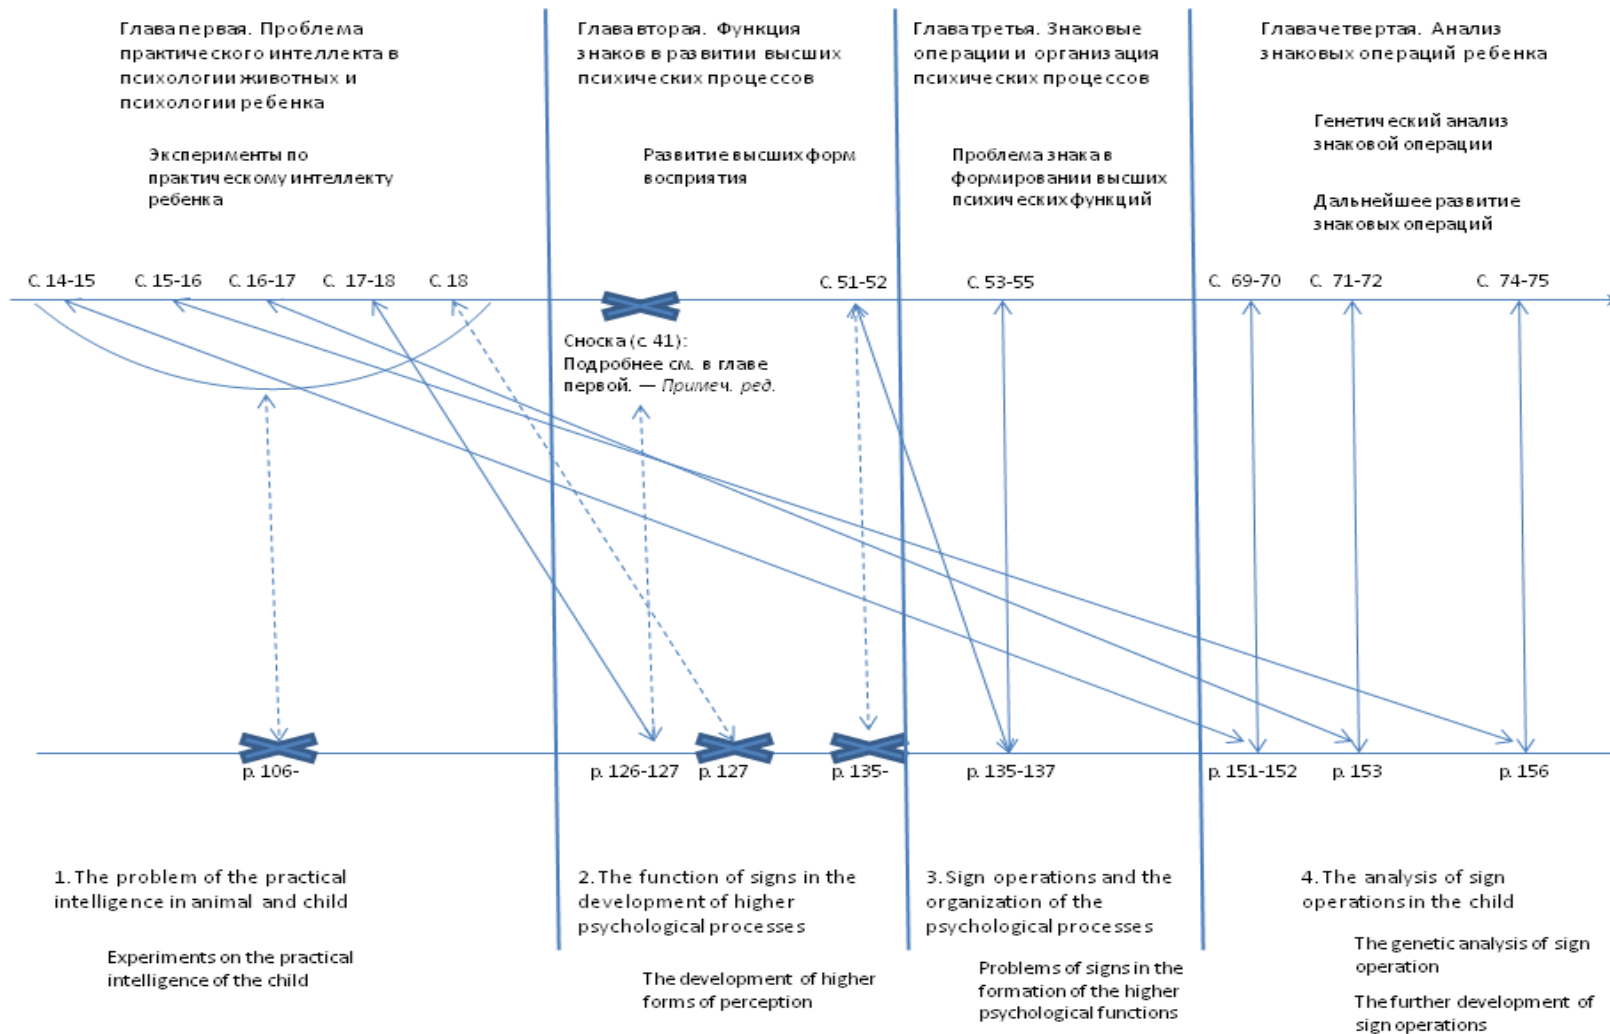 Глава первая. Проблема
практического интеллекта в
психологии животных и
психологии ребенка
Эксперименты по
практическому интеллекту
ребенка
Глава вторая. Функция
знаков в развитии высших
психических процессов
Развитие высших форм
восприятия
Глава третья. Знаковые
операции и организация
психических процессов
Проблема знака в
формировании высших
психических функций
Глава четвертая. Анализ
знаковых операций ребенка
Генетический анализ
знаковой операции
Дальнейшее развитие
знаковых операций
С. 14-15
С. 15-16
С. 16-17
С. 17-18
С. 18
С. 51-52
С. 53-55
С. 69-70
С. 71-72
С. 74-75
Сноска (с. 41):
Подробнее см. в главе
первой. — Примеч. ред.
p. 106-
p. 126-127
p. 127
p. 135-
p. 135-137
p. 151-152
p. 153
p. 156
1. The problem of the practical
intelligence in animal and child
Experiments on the practical
intelligence of the child
2. The function of signs in the
development of higher
psychological processes
The development of higher
forms of perception
3. Sign operations and the
organization of the
psychological processes
Problems of signs in the
formation of the higher
psychological functions
4. The analysis of sign
operations in the child
The genetic analysis of sign
operation
The further development of
sign operations